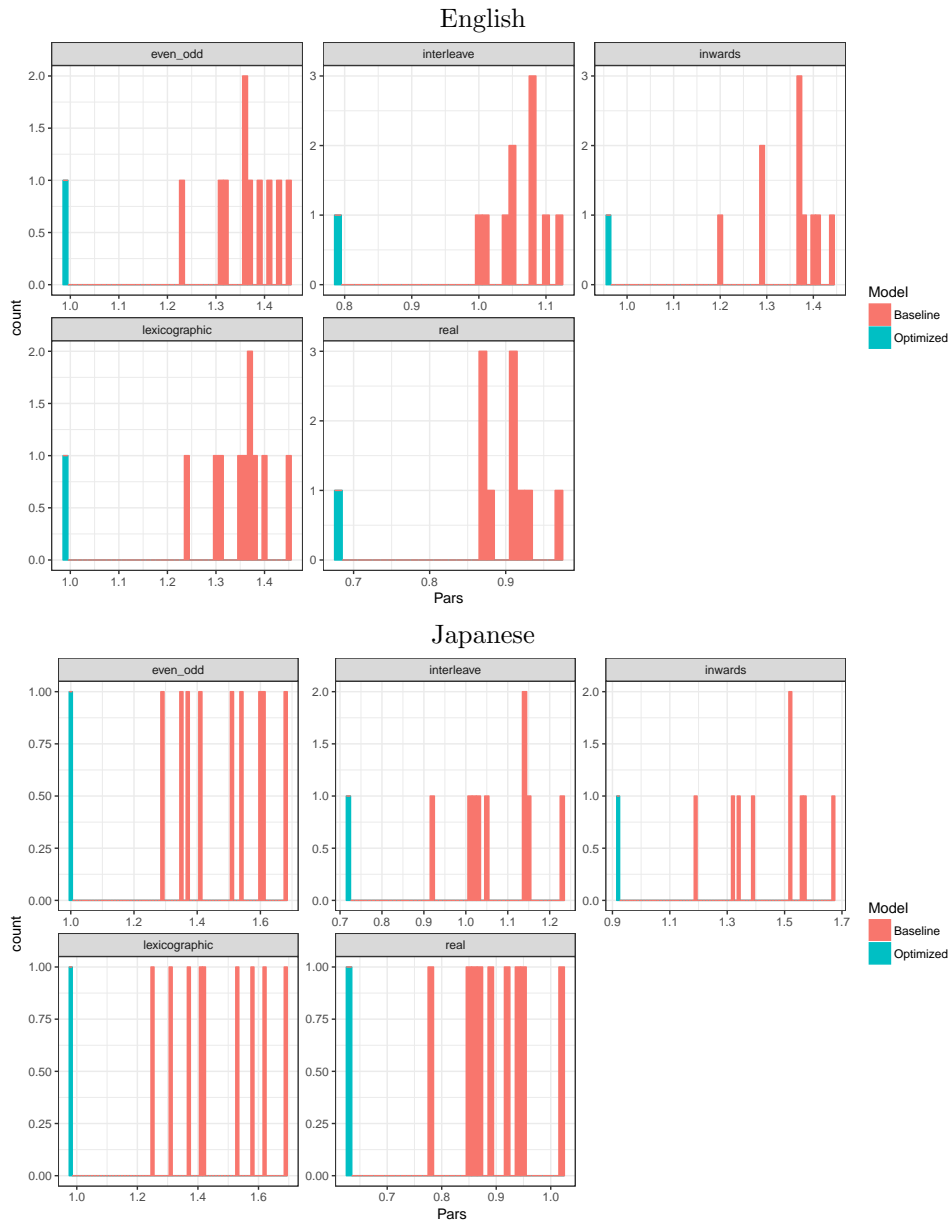 English
even_odd
interleave
inwards
2.0
1.5
1.0
0.5
0.0
3
2
1
0
3
2
1
0
1.0 1.1 1.2 1.3 1.4
0.8 0.9 1.0 1.1
1.0 1.1 1.2 1.3 1.4
count
lexicographic
real
2.0
1.5
1.0
0.5
0.0
3
2
1
0
1.0 1.1 1.2 1.3 1.4
0.7 0.8 0.9
Pars
Model
Baseline
Optimized
Japanese
even_odd
interleave
inwards
1.00
0.75
0.50
0.25
0.00
2.0
1.5
1.0
0.5
0.0
2.0
1.5
1.0
0.5
0.0
1.0 1.2 1.4 1.6
0.7 0.8 0.9 1.0 1.1 1.2
0.9 1.1 1.3 1.5 1.7
count
lexicographic
real
1.00
0.75
0.50
0.25
0.00
1.00
0.75
0.50
0.25
0.00
1.0 1.2 1.4 1.6
0.7 0.8 0.9 1.0
Pars
Model
Baseline
Optimized